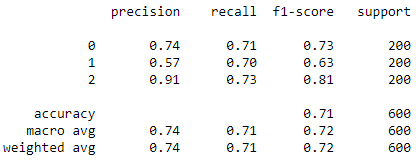 precision recall f1-score support
0 0.74 0.71 0.73 200
1 0.57 0.70 0.63 200
2 0.91 0.73 0.81 200
accuracy 0.71 600
macro avg 0.74 0.71 0.72 600
weighted avg 0.74 0.71 0.72 600